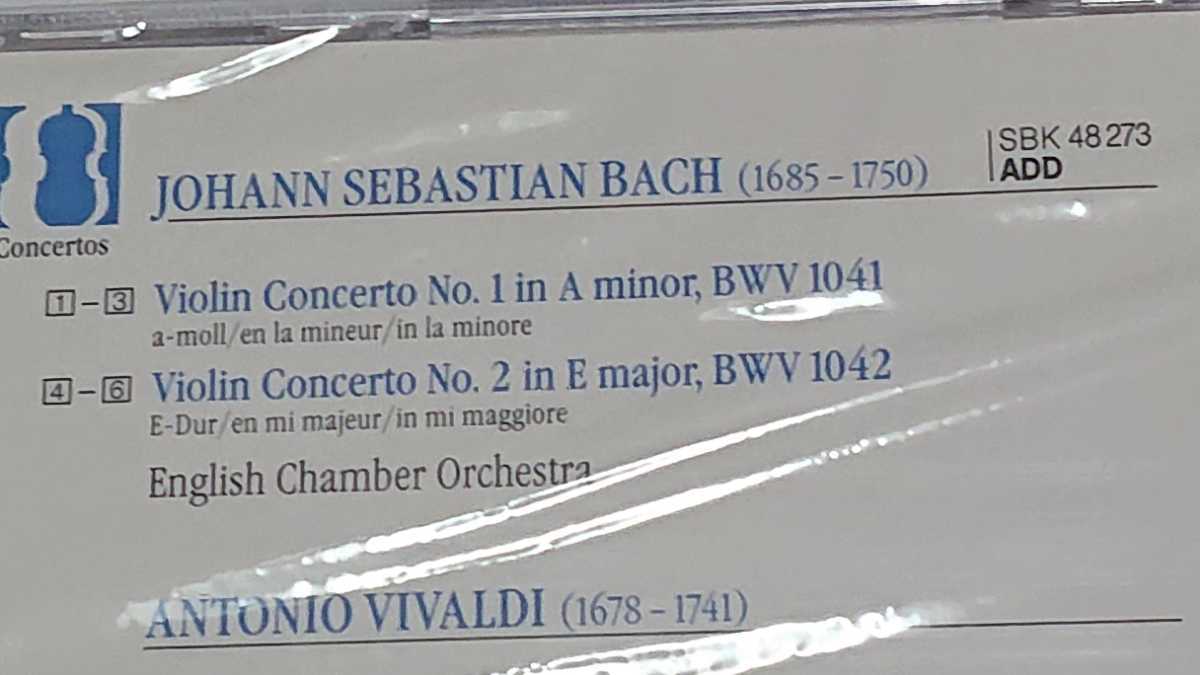 JOHANN SEBASTIAN BACH (1685 – 1750)
SBK 48 273
ADD
Concertos
1 – 3 Violin Concerto No. 1 in A minor, BWV 1041
a-moll/en la mineur/in la minore
4 – 6 Violin Concerto No. 2 in E major, BWV 1042
E-Dur/en mi majeur/in mi maggiore
English Chamber Orchestra
ANTONIO VIVALDI (1678 – 1741)